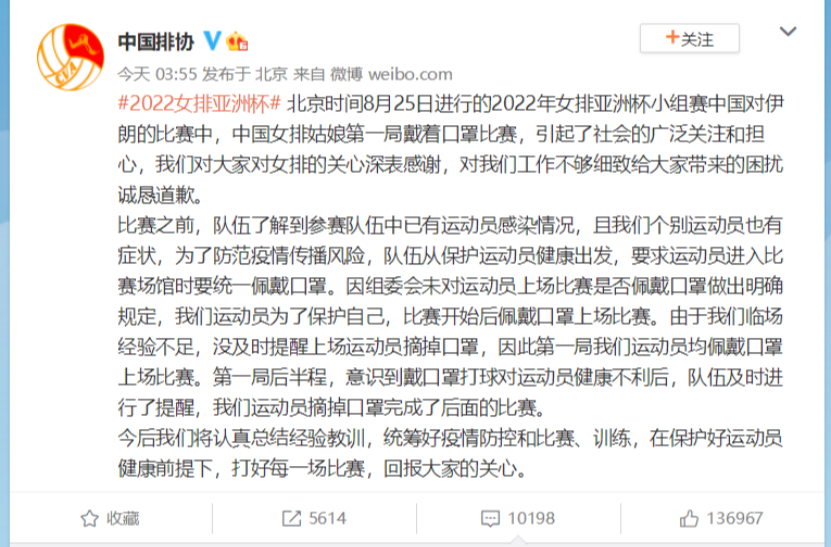 中国排协
+关注
今天 03:55 发布于 北京 来自 微博 weibo.com
#2022女排亚洲杯# 北京时间8月25日进行的2022年女排亚洲杯小组赛中国对伊
朗的比赛中，中国女排姑娘第一局戴着口罩比赛，引起了社会的广泛关注和担
心，我们对大家对女排的关心深表感谢，对我们工作不够细致给大家带来的困扰
诚恳道歉。
比赛之前，队伍了解到参赛队伍中已有运动员感染情况，且我们个别运动员也有
症状，为了防范疫情传播风险，队伍从保护运动员健康出发，要求运动员进入比
赛场馆时要统一佩戴口罩。因组委会未对运动员上场比赛是否佩戴口罩做出明确
规定，我们运动员为了保护自己，比赛开始后佩戴口罩上场比赛。由于我们临场
经验不足，没及时提醒上场运动员摘掉口罩，因此第一局我们运动员均佩戴口罩
上场比赛。第一局后半程，意识到戴口罩打球对运动员健康不利后，队伍及时进
行了提醒，我们运动员摘掉口罩完成了后面的比赛。
今后我们将认真总结经验教训，统筹好疫情防控和比赛、训练，在保护好运动员
健康前提下，打好每一场比赛，回报大家的关心。
收藏 5614 10198 136967
CVA